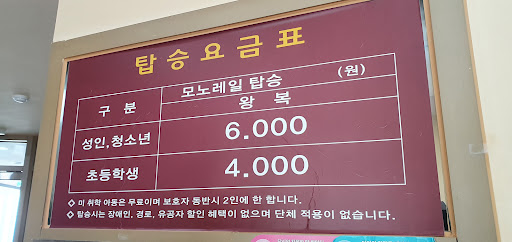 탑승요금표
구 분 모노레일 탑승 (원)
왕 복
성인,청소년 6.000
초등학생 4.000
◇ 미 취학 아동은 무료이며 보호자 동반시 2인에 한 합니다.
◇ 탑승시는 장애인, 경로, 유공자 할인 혜택이 없으며 단체 적용이 없습니다.